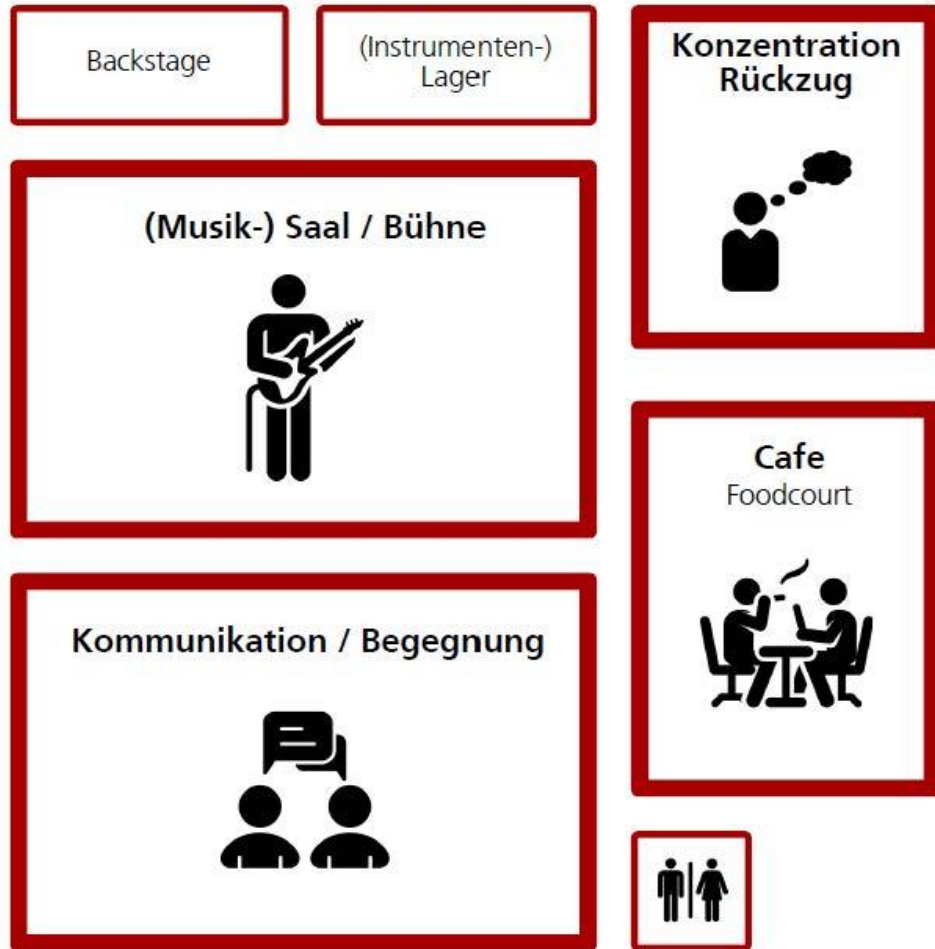 Backstage
(Instrumenten-)
Lager
Konzentration
Rückzug
(Musik-) Saal / Bühne
Cafe
Foodcourt
Kommunikation / Begegnung